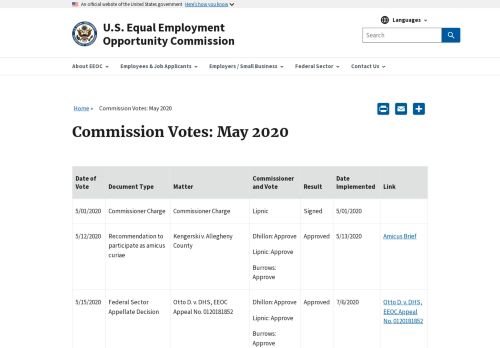 An official website of the United States government Here's how you know
Languages
U.S. Equal Employment
Opportunity Commission
Search
About EEOC
Employees & Job Applicants
Employers / Small Business
Federal Sector
Contact Us
Home » Commission Votes: May 2020
Commission Votes: May 2020
Date of Vote Document Type Matter Commissioner and Vote Result Date Implemented Link
5/01/2020 Commissioner Charge Commissioner Charge Lipnic Signed 5/01/2020
5/12/2020 Recommendation to participate as amicus curiae Kengerski v. Allegheny County Dhillon: Approve Lipnic: Approve Burrows: Approve Approved 5/13/2020 Amicus Brief
5/15/2020 Federal Sector Appellate Decision Otto D. v. DHS, EEOC Appeal No. 0120181852 Dhillon: Approve Lipnic: Approve Burrows: Approve Approved 7/6/2020 Otto D. v. DHS, EEOC Appeal No. 0120181852